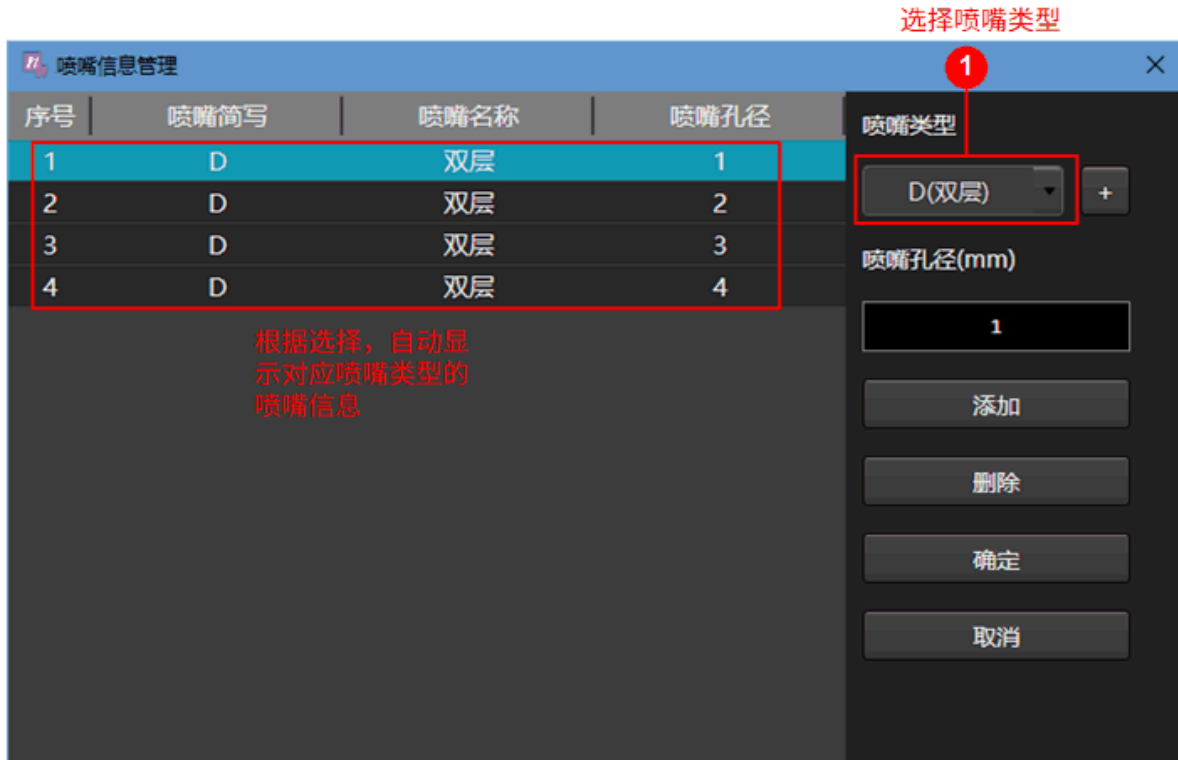 选择喷嘴类型
1
喷嘴信息管理
序号 喷嘴简写 喷嘴名称 喷嘴孔径
1 D 双层 1
2 D 双层 2
3 D 双层 3
4 D 双层 4
根据选择，自动显
示对应喷嘴类型的
喷嘴信息
喷嘴类型
D(双层) +
喷嘴孔径(mm)
1
添加
删除
确定
取消